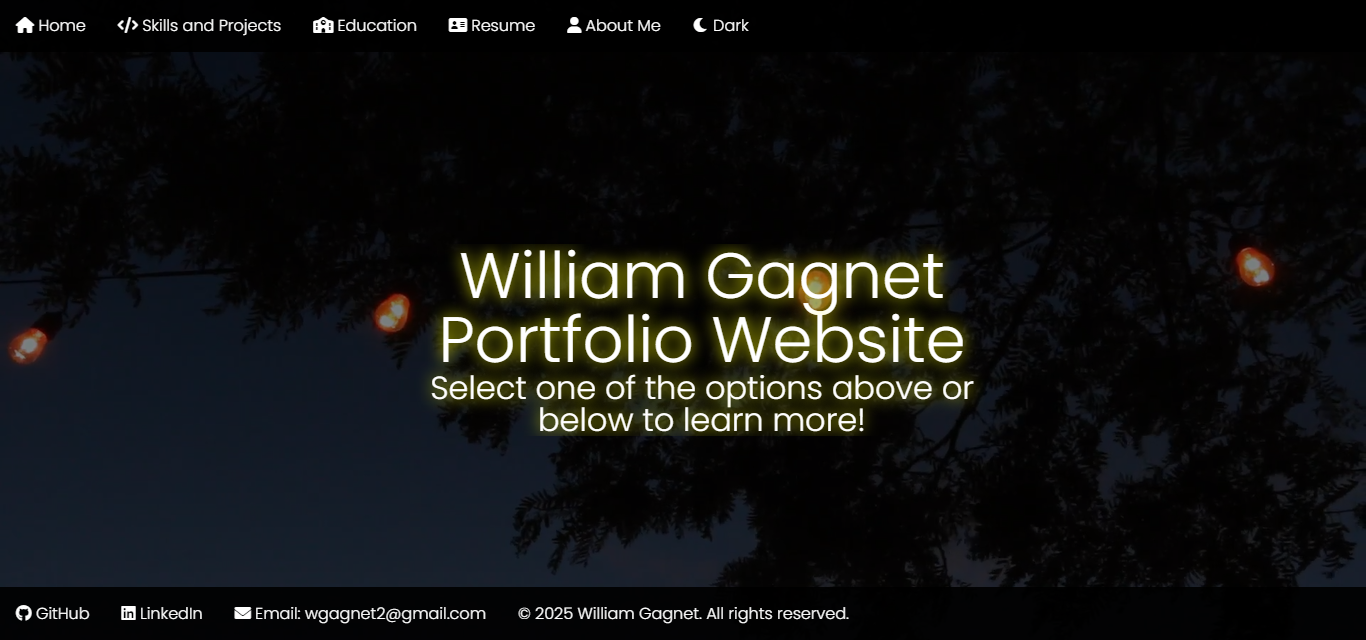 Home Skills and Projects Education Resume About Me Dark
William Gagnet
Portfolio Website
Select one of the options above or
below to learn more!
GitHub LinkedIn Email: wgagnet2@gmail.com © 2025 William Gagnet. All rights reserved.